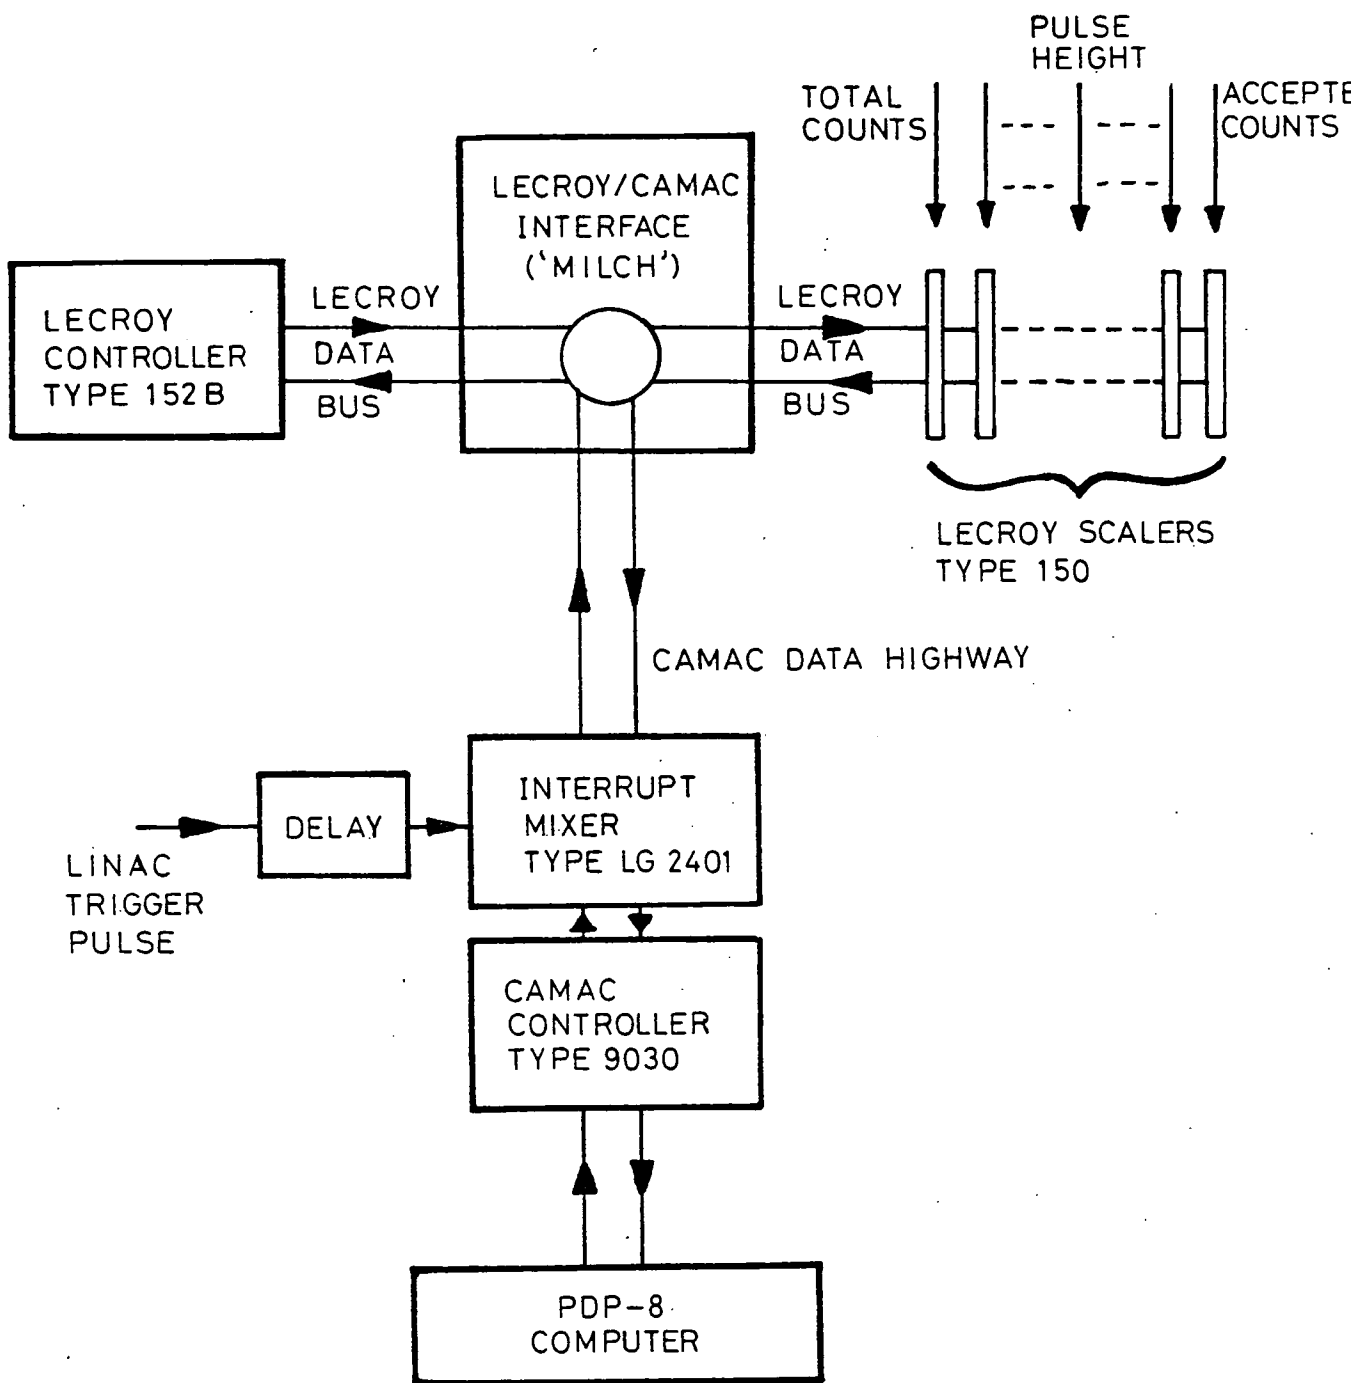 PULSE
HEIGHT
TOTAL
COUNTS
ACCEPTE
COUNTS
LECROY/CAMAC
INTERFACE
('MILCH')
LECROY
CONTROLLER
TYPE 152B
LECROY
DATA
BUS
LECROY
DATA
BUS
LECROY SCALERS
TYPE 150
CAMAC DATA HIGHWAY
INTERRUPT
MIXER
TYPE LG 2401
DELAY
LINAC
TRIGGER
PULSE
CAMAC
CONTROLLER
TYPE 9030
PDP-8
COMPUTER